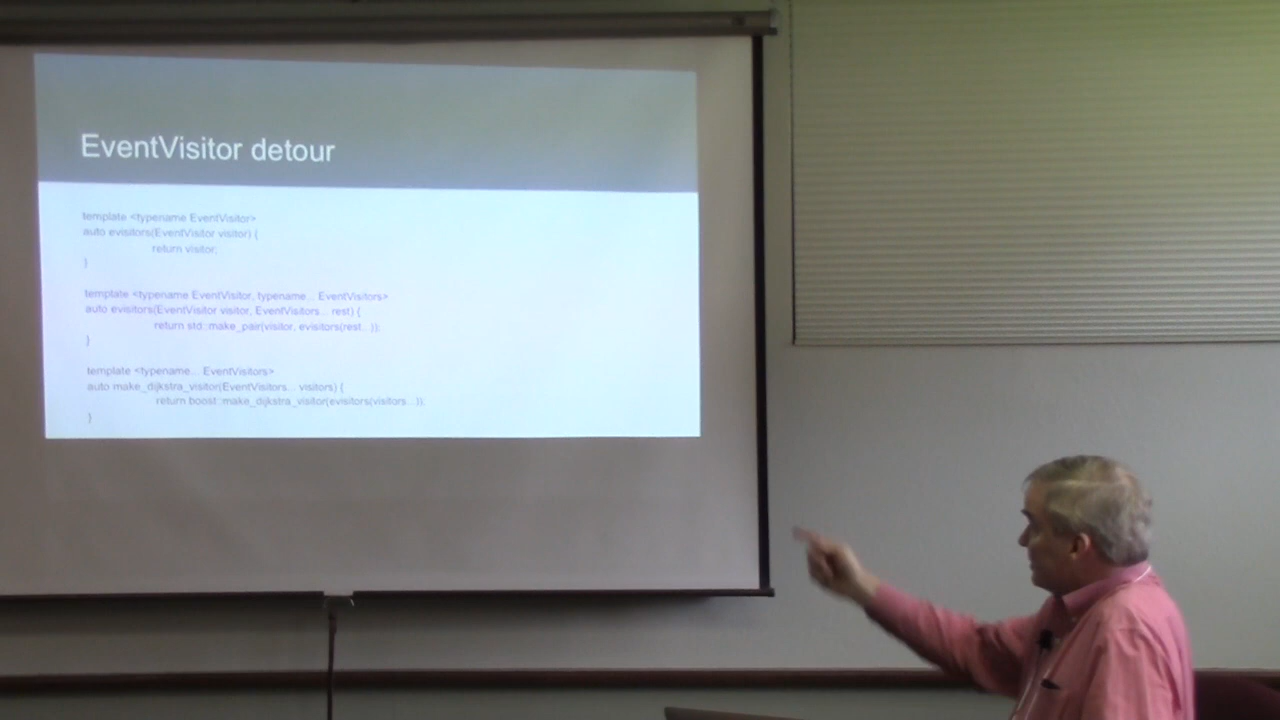 EventVisitor detour
template <typename EventVisitor>
auto evisitors(EventVisitor visitor) {
return visitor;
}
template <typename EventVisitor, typename... EventVisitors>
auto evisitors(EventVisitor visitor, EventVisitors... rest) {
return std::make_pair(visitor, evisitors(rest...));
}
template <typename... EventVisitors>
auto make_dijkstra_visitor(EventVisitors... visitors) {
return boost::make_dijkstra_visitor(evisitors(visitors...));
}